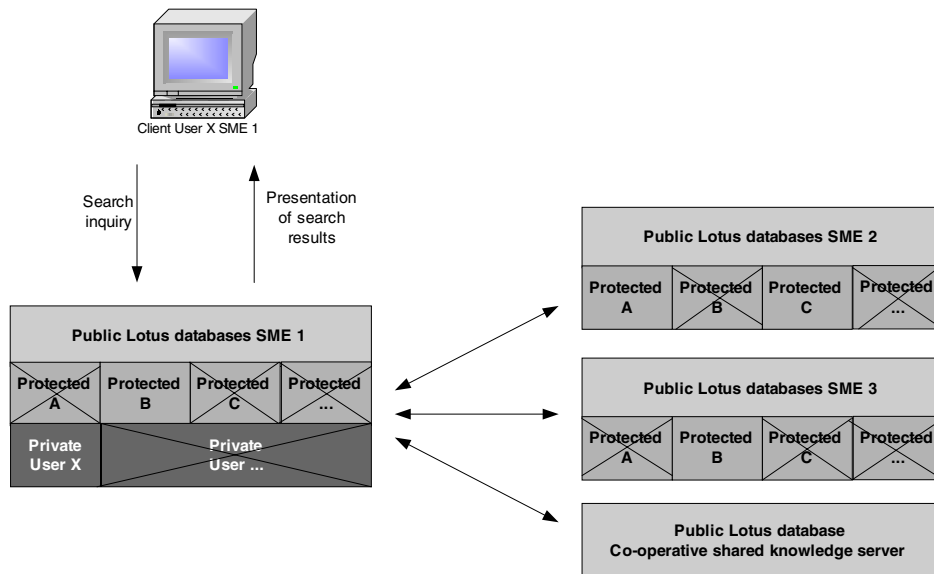 Client User X SME 1
Search
inquiry
Presentation
of search
results
Public Lotus databases SME 1
Protected
A
Protected
B
Protected
C
Protected
...
Private
User X
Private
User ...
Public Lotus databases SME 2
Protected
A
Protected
B
Protected
C
Protected
...
Public Lotus databases SME 3
Protected
A
Protected
B
Protected
C
Protected
...
Public Lotus database
Co-operative shared knowledge server